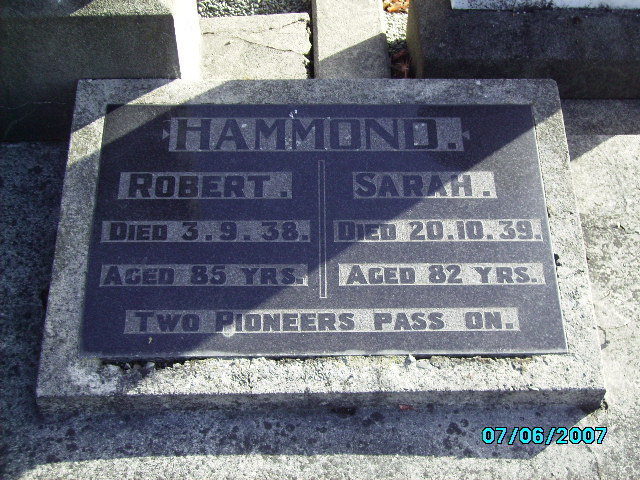 HAMMOND.
ROBERT. SARAH.
DIED 3.9.38. DIED 20.10.39.
AGED 85 YRS. AGED 82 YRS.
TWO PIONEERS PASS ON.
07/06/2007